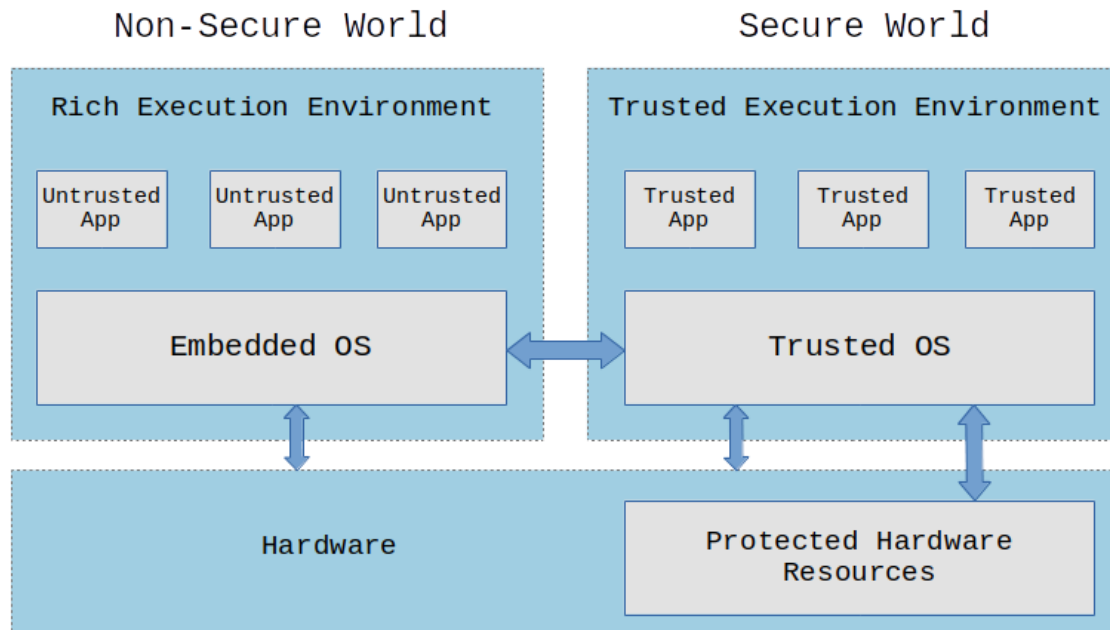 Non-Secure World
Secure World
Rich Execution Environment
Trusted Execution Environment
Untrusted
App
Untrusted
App
Untrusted
App
Trusted
App
Trusted
App
Trusted
App
Embedded OS
Trusted OS
Hardware
Protected Hardware
Resources